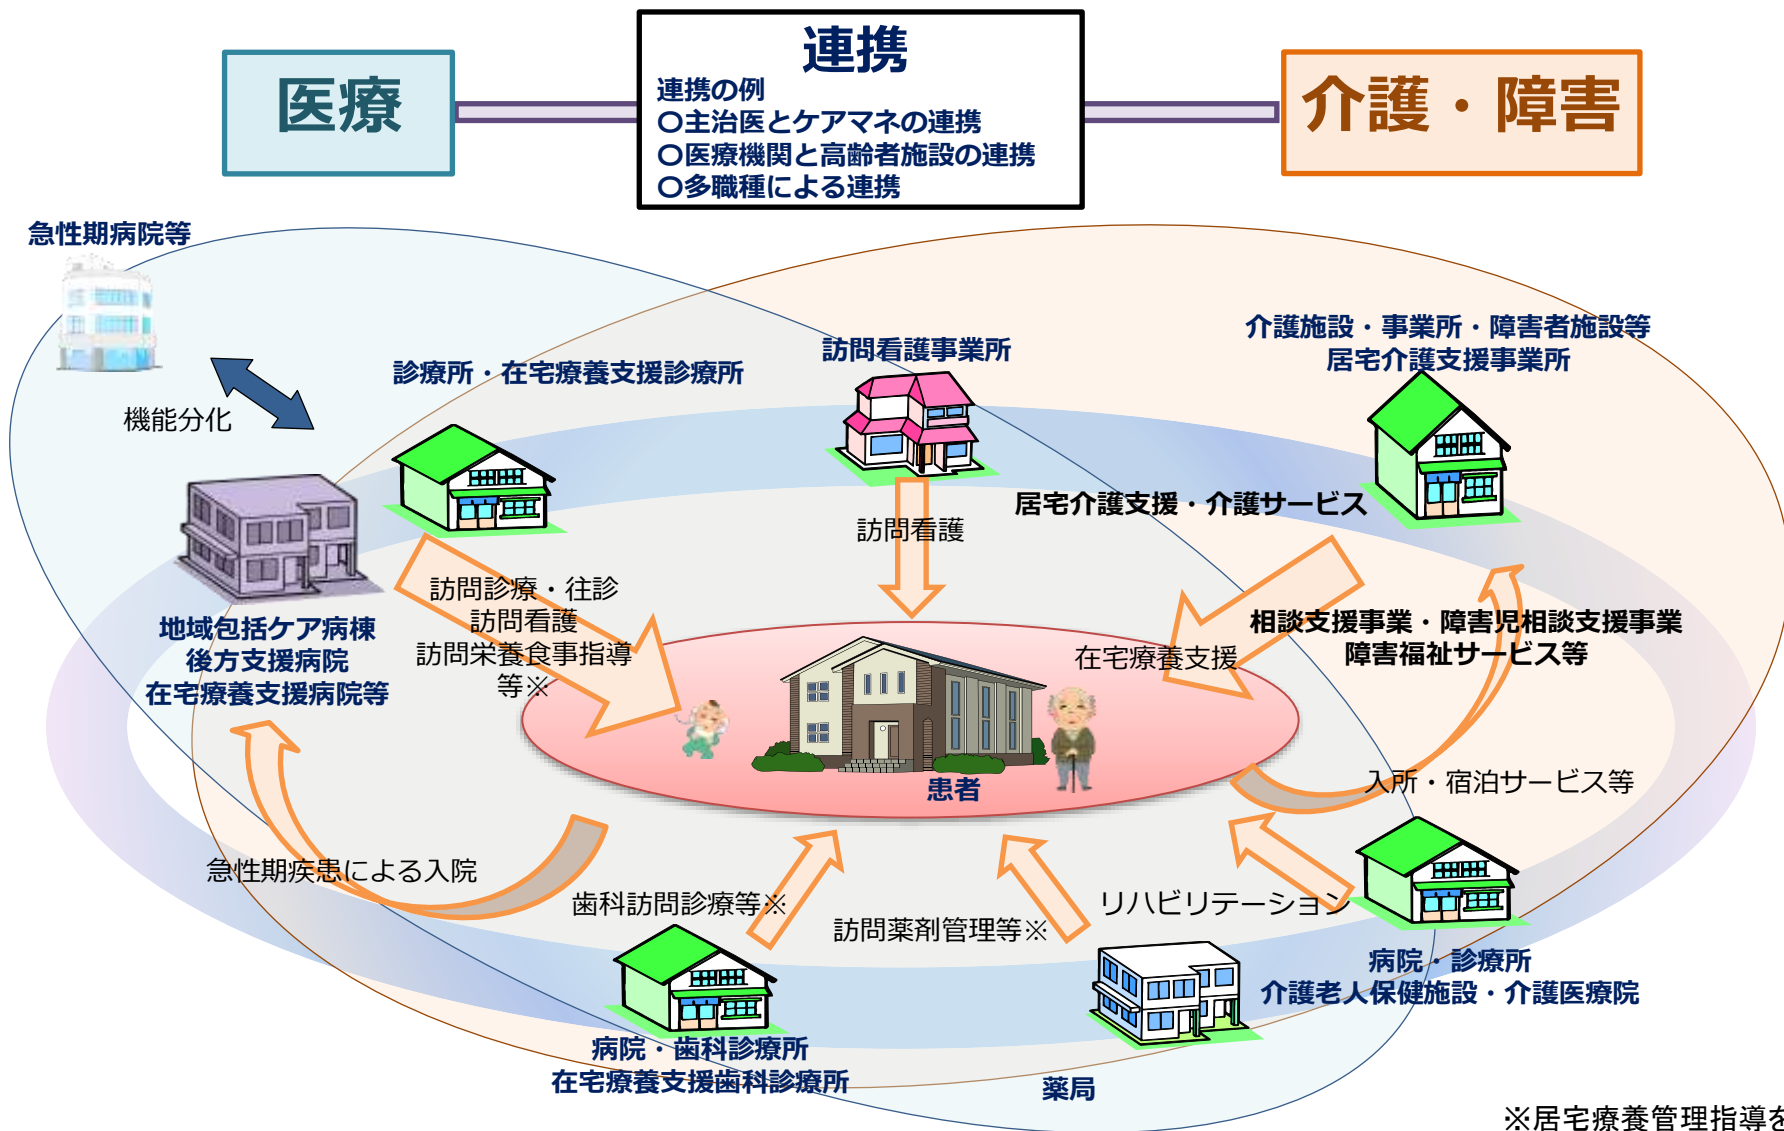 連携
連携の例
〇主治医とケアマネの連携
〇医療機関と高齢者施設の連携
〇多職種による連携
医療
介護・障害
急性期病院等
機能分化
診療所・在宅療養支援診療所
訪問看護事業所
介護施設・事業所・障害者施設等
居宅介護支援事業所
訪問看護
居宅介護支援・介護サービス
訪問診療・往診
訪問看護
訪問栄養食事指導
等※
地域包括ケア病棟
後方支援病院
在宅療養支援病院等
在宅療養支援
相談支援事業・障害児相談支援事業
障害福祉サービス等
患者
入所・宿泊サービス等
急性期疾患による入院
歯科訪問診療等※
訪問薬剤管理等※
リハビリテーション
病院・診療所
介護老人保健施設・介護医療院
病院・歯科診療所
在宅療養支援歯科診療所
薬局
※居宅療養管理指導を